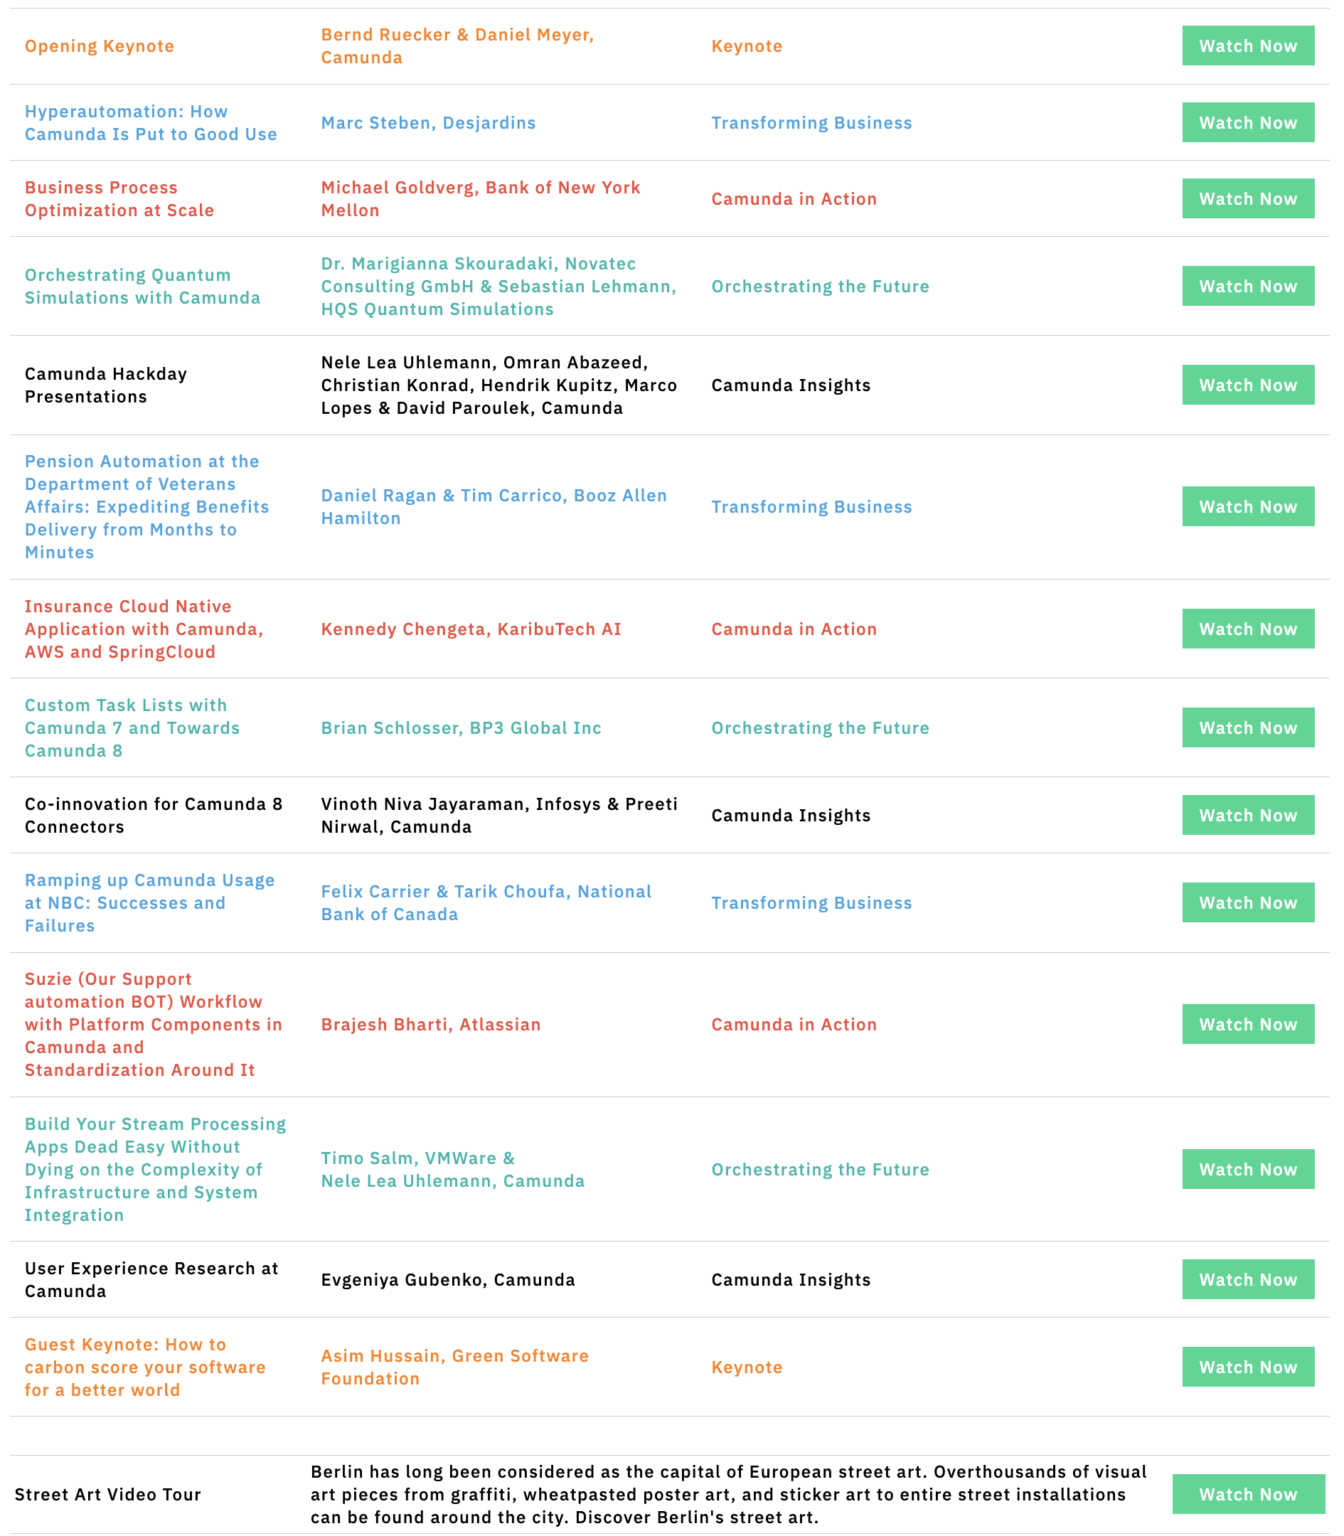 Opening Keynote
Bernd Ruecker & Daniel Meyer,
Camunda
Keynote
Watch Now
Hyperautomation: How
Camunda Is Put to Good Use
Marc Steben, Desjardins
Transforming Business
Watch Now
Business Process
Optimization at Scale
Michael Goldverg, Bank of New York
Mellon
Camunda in Action
Watch Now
Orchestrating Quantum
Simulations with Camunda
Dr. Marigianna Skouradaki, Novatec
Consulting GmbH & Sebastian Lehmann,
HQS Quantum Simulations
Orchestrating the Future
Watch Now
Camunda Hackday
Presentations
Nele Lea Uhlemann, Omran Abazeed,
Christian Konrad, Hendrik Kupitz, Marco
Lopes & David Paroulek, Camunda
Camunda Insights
Watch Now
Pension Automation at the
Department of Veterans
Affairs: Expediting Benefits
Delivery from Months to
Minutes
Daniel Ragan & Tim Carrico, Booz Allen
Hamilton
Transforming Business
Watch Now
Insurance Cloud Native
Application with Camunda,
AWS and SpringCloud
Kennedy Chengeta, KaribuTech AI
Camunda in Action
Watch Now
Custom Task Lists with
Camunda 7 and Towards
Camunda 8
Brian Schlosser, BP3 Global Inc
Orchestrating the Future
Watch Now
Co-innovation for Camunda 8
Connectors
Vinoth Niva Jayaraman, Infosys & Preeti
Nirwal, Camunda
Camunda Insights
Watch Now
Ramping up Camunda Usage
at NBC: Successes and
Failures
Felix Carrier & Tarik Choufa, National
Bank of Canada
Transforming Business
Watch Now
Suzie (Our Support
automation BOT) Workflow
with Platform Components in
Camunda and
Standardization Around It
Brajesh Bharti, Atlassian
Camunda in Action
Watch Now
Build Your Stream Processing
Apps Dead Easy Without
Dying on the Complexity of
Infrastructure and System
Integration
Timo Salm, VMWare &
Nele Lea Uhlemann, Camunda
Orchestrating the Future
Watch Now
User Experience Research at
Camunda
Evgeniya Gubenko, Camunda
Camunda Insights
Watch Now
Guest Keynote: How to
carbon score your software
for a better world
Asim Hussain, Green Software
Foundation
Keynote
Watch Now
Street Art Video Tour
Berlin has long been considered as the capital of European street art. Overthousands of visual
art pieces from graffiti, wheatpasted poster art, and sticker art to entire street installations
can be found around the city. Discover Berlin's street art.
Watch Now